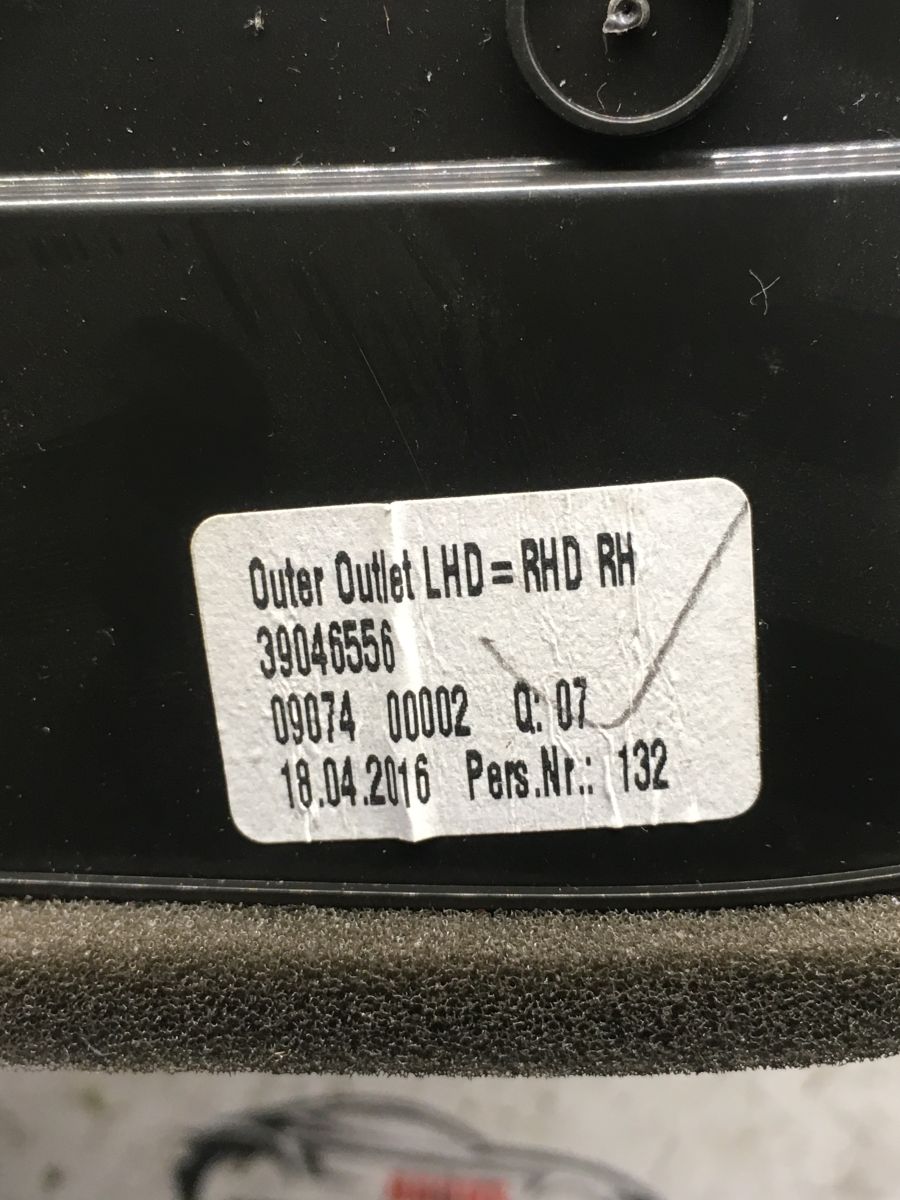 Outer Outlet LHD = RHD RH
39046556
09074 00002 Q: 07
18.04.2016 Pers.Nr.: 132